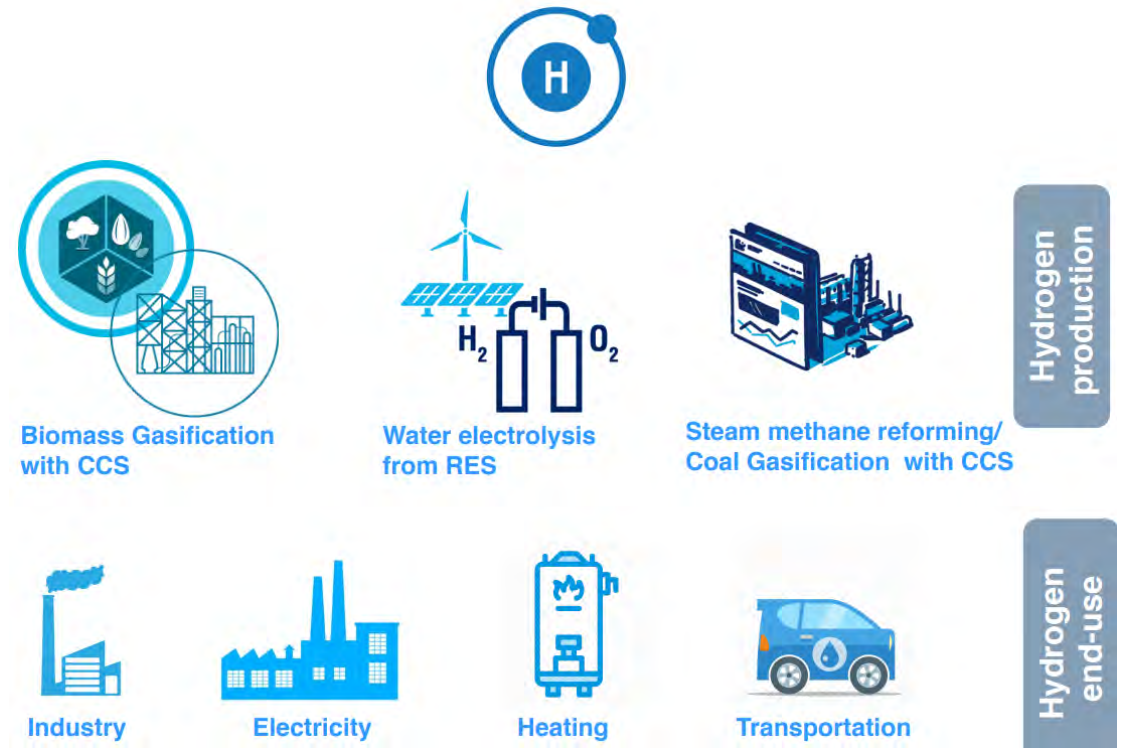 H
H2
O2
Hydrogen
production
Biomass Gasification
with CCS
Water electrolysis
from RES
Steam methane reforming/
Coal Gasification with CCS
Hydrogen
end-use
Industry
Electricity
Heating
Transportation